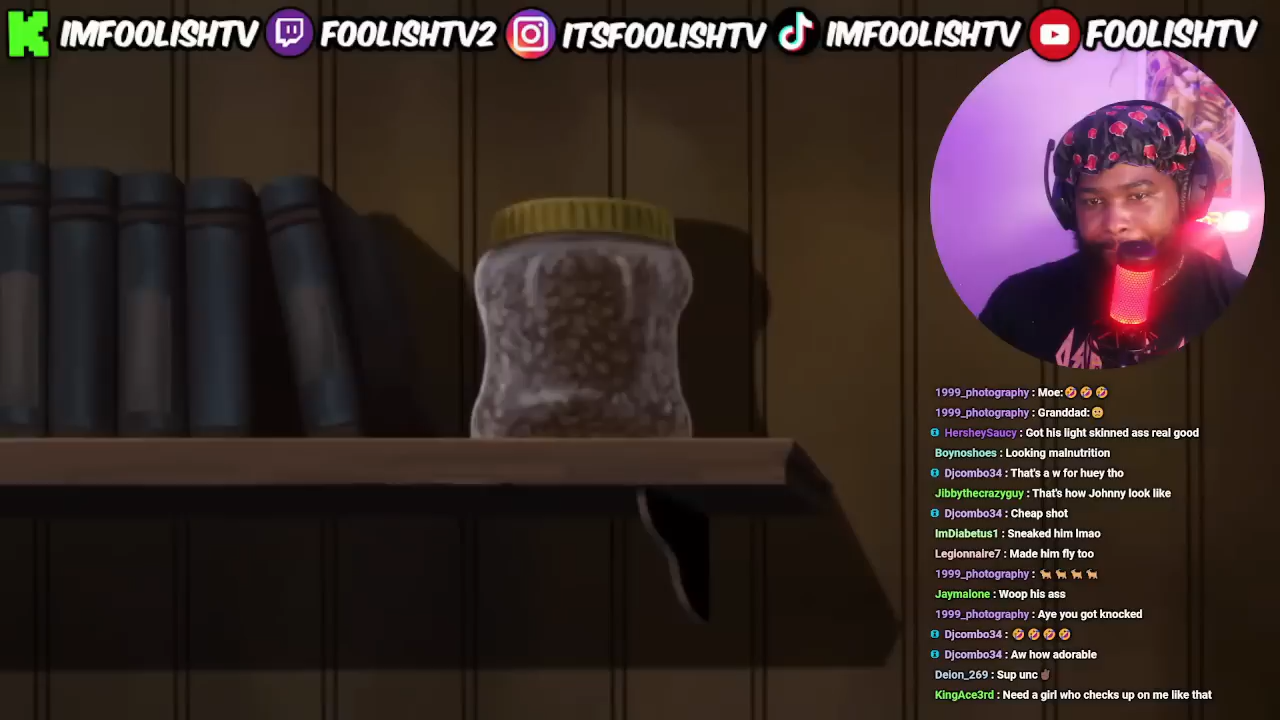 IMFOOLISHTV FOOLISHTV2 ITSFOOLISHTV IMFOOLISHTV FOOLISHTV
1999_photography : Moe:🤣 🤣 🤣
1999_photography : Granddad:😐
HersheySaucy : Got his light skinned ass real good
Boynoshoes : Looking malnutrition
Djcombo34 : That's a w for huey tho
Jibbythecrazyguy : That's how Johnny look like
Djcombo34 : Cheap shot
ImDiabetus1 : Sneaked him lmao
Legionnaire7 : Made him fly too
1999_photography : 🐐 🐐 🐐 🐐
Jaymalone : Woop his ass
1999_photography : Aye you got knocked
Djcombo34 : 🤣 🤣 🤣 🤣
Djcombo34 : Aw how adorable
Deion_269 : Sup unc✌🏿
KingAce3rd : Need a girl who checks up on me like that